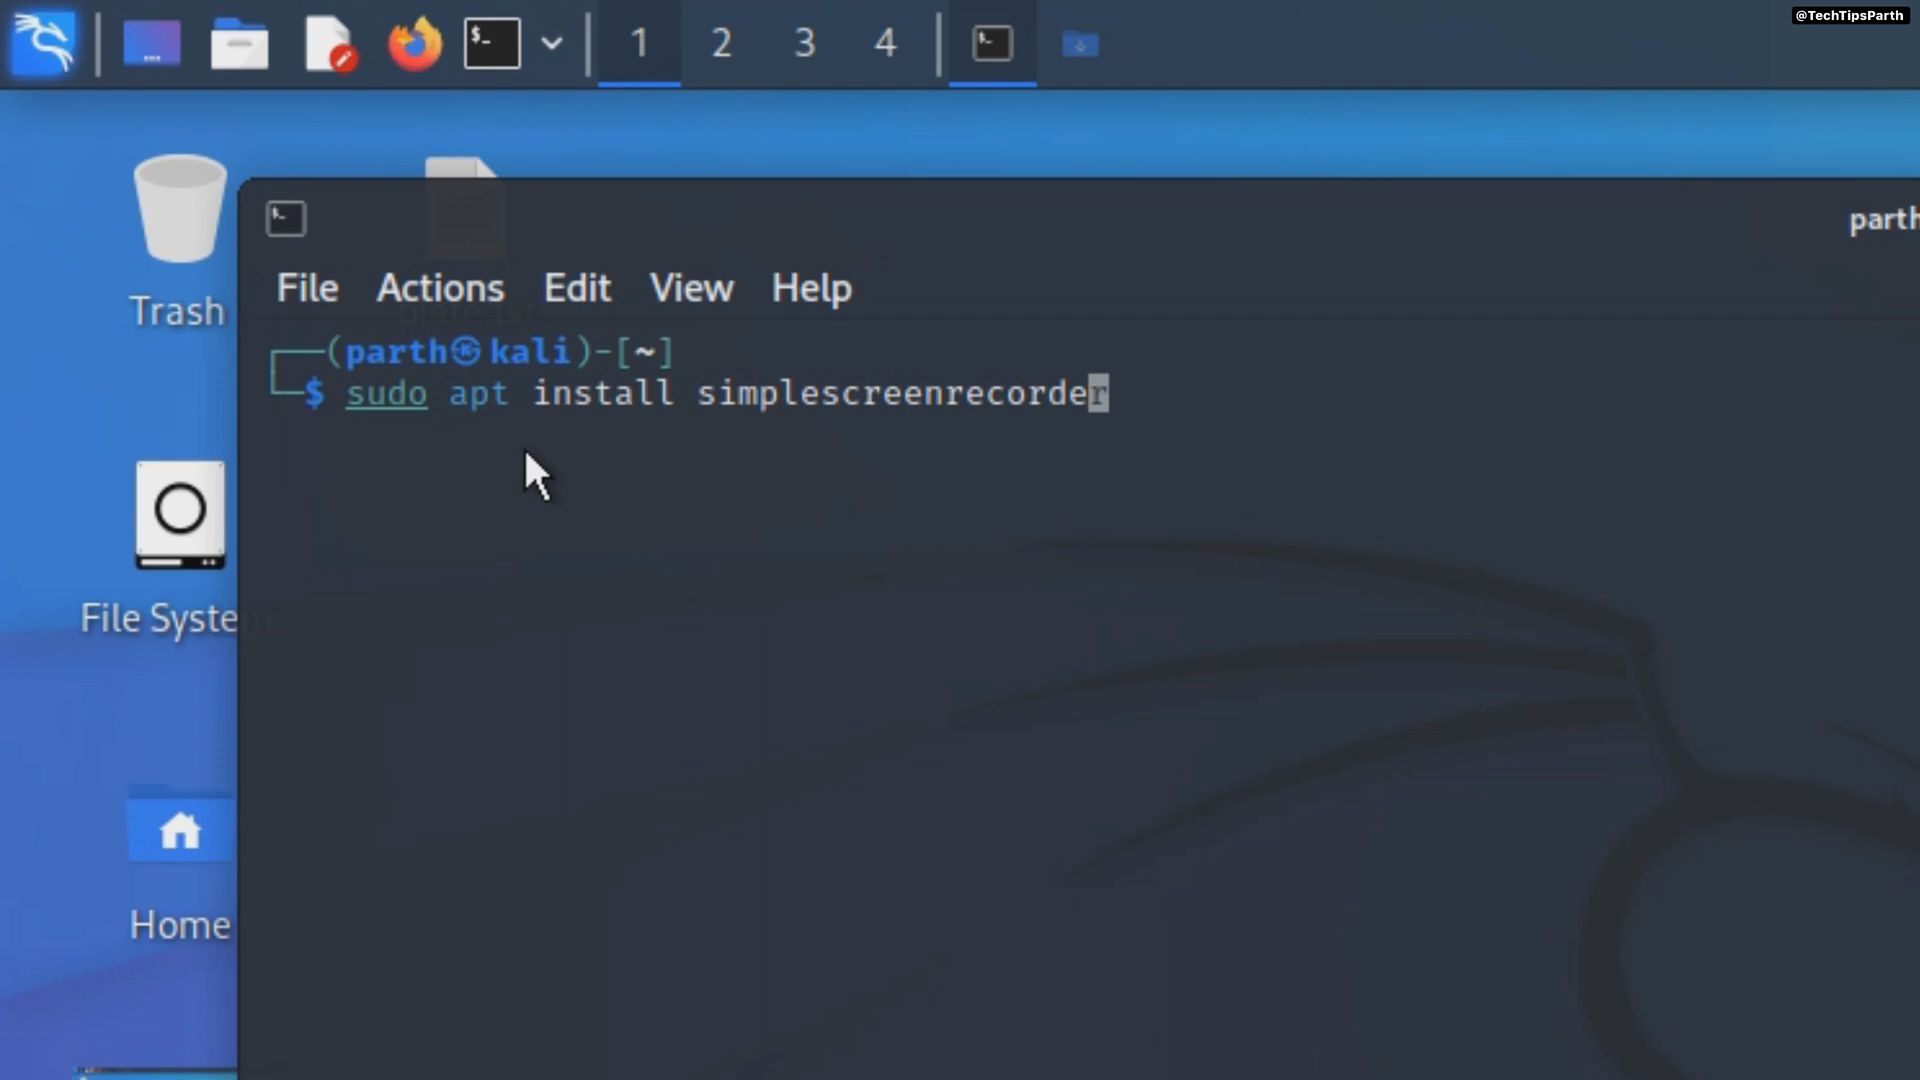 @TechTipsParth
1 2 3 4
Trash
parth
File Actions Edit View Help
(parth㉿kali)-[~]
$ sudo apt install simplescreenrecorder
File System
Home